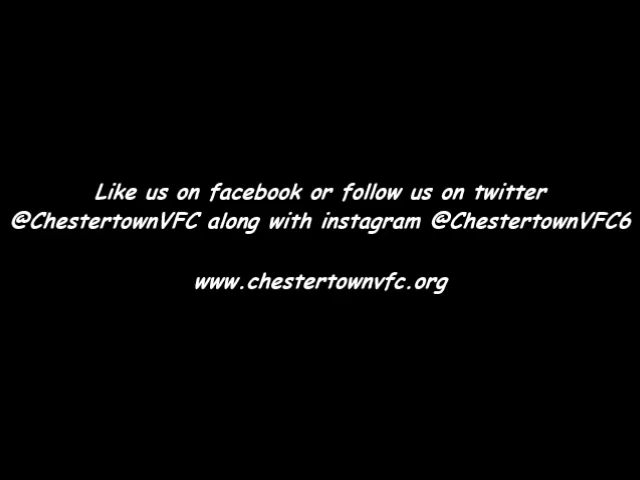 Like us on facebook or follow us on twitter
@ChestertownVFC along with instagram @ChestertownVFC6
www.chestertownvfc.org